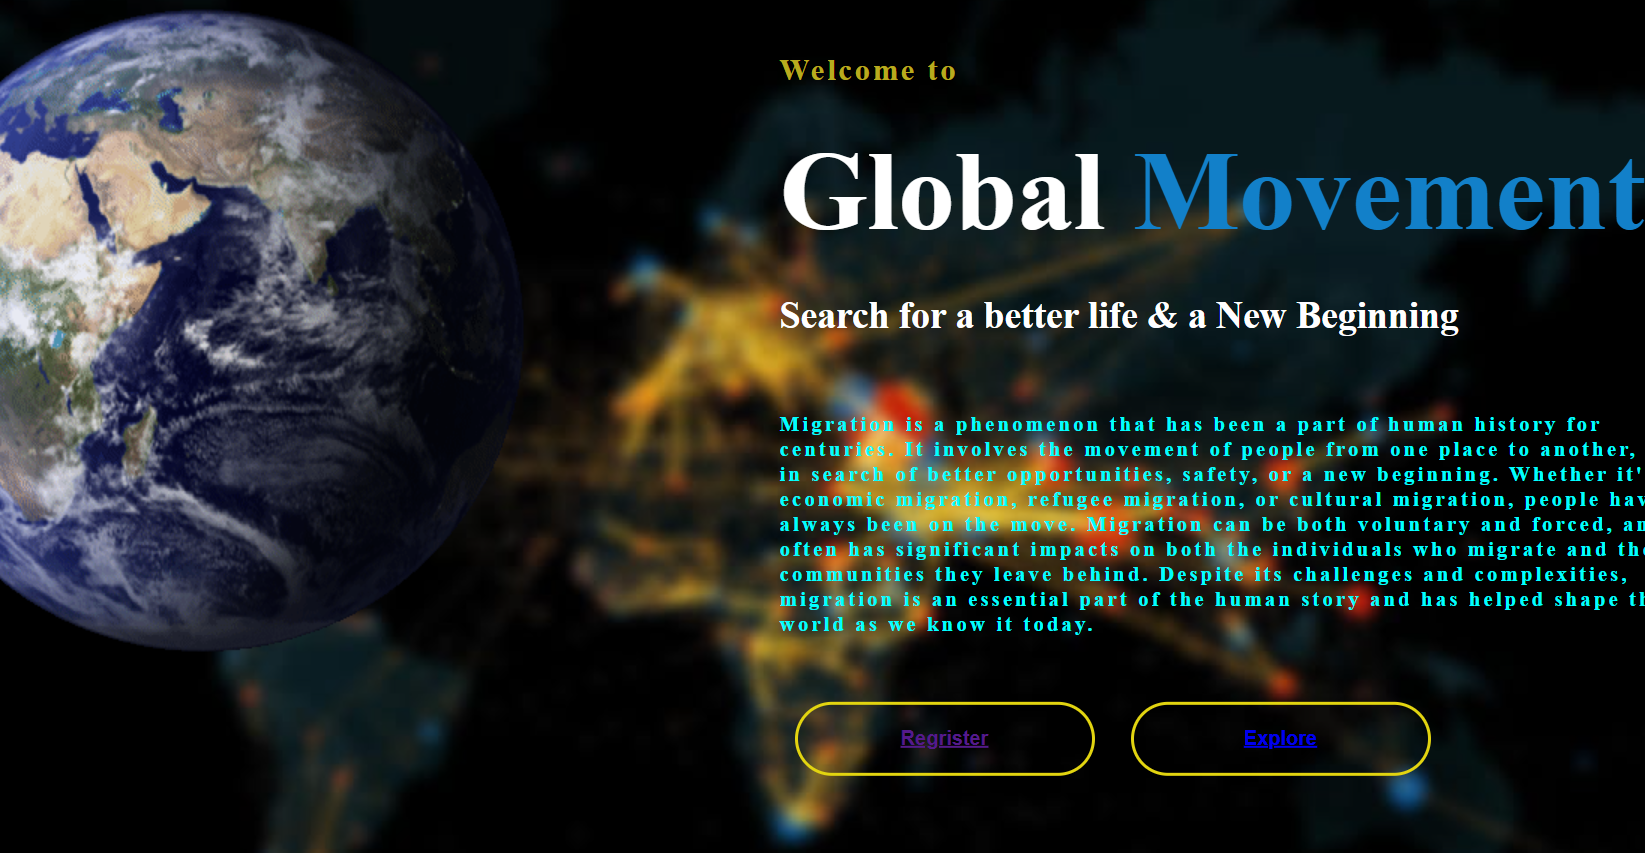 Welcome to
Global Movement
Search for a better life & a New Beginning
Migration is a phenomenon that has been a part of human history for
centuries. It involves the movement of people from one place to another,
in search of better opportunities, safety, or a new beginning. Whether it'
economic migration, refugee migration, or cultural migration, people hav
always been on the move. Migration can be both voluntary and forced, an
often has significant impacts on both the individuals who migrate and the
communities they leave behind. Despite its challenges and complexities,
migration is an essential part of the human story and has helped shape th
world as we know it today.
Regrister Explore